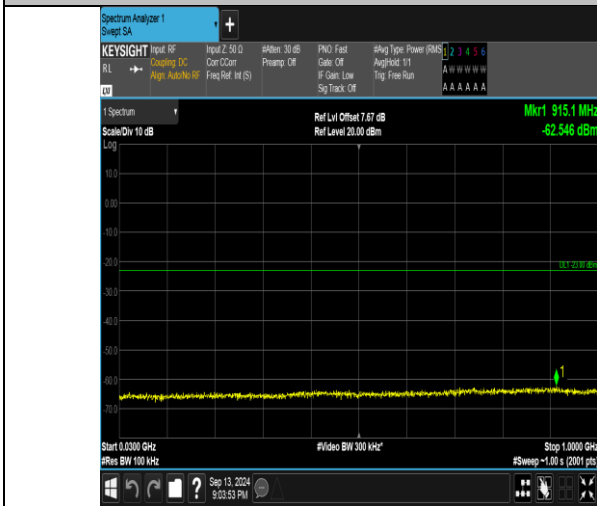 Spectrum Analyzer 1
Swept SA
+
KEYSIGHT
RL
Input: RF
Coupling: DC
Align: Auto/No RF
Input Z: 50 Ω
Corr CCorr
Freq Ref: Int (S)
#Atten: 30 dB
Preamp: Off
PNO: Fast
Gate: Off
IF Gain: Low
Sig Track: Off
#Avg Type: Power (RMS
Avg|Hold: 1/1
Trig: Free Run
1 2 3 4 5 6
A W W W W W
A A A A A A
1 Spectrum
Scale/Div 10 dB
Log
Ref Lvl Offset 7.67 dB
Ref Level 20.00 dBm
Mkr1 915.1 MHz
-62.546 dBm
10.0
0.00
-10.0
-20.0
DL1 -23.00 dBm
-30.0
-40.0
-50.0
-60.0
1
-70.0
Start 0.0300 GHz
#Res BW 100 kHz
#Video BW 300 kHz*
Stop 1.0000 GHz
#Sweep ~1.00 s (2001 pts)
?
Sep 13, 2024
9:03:53 PM